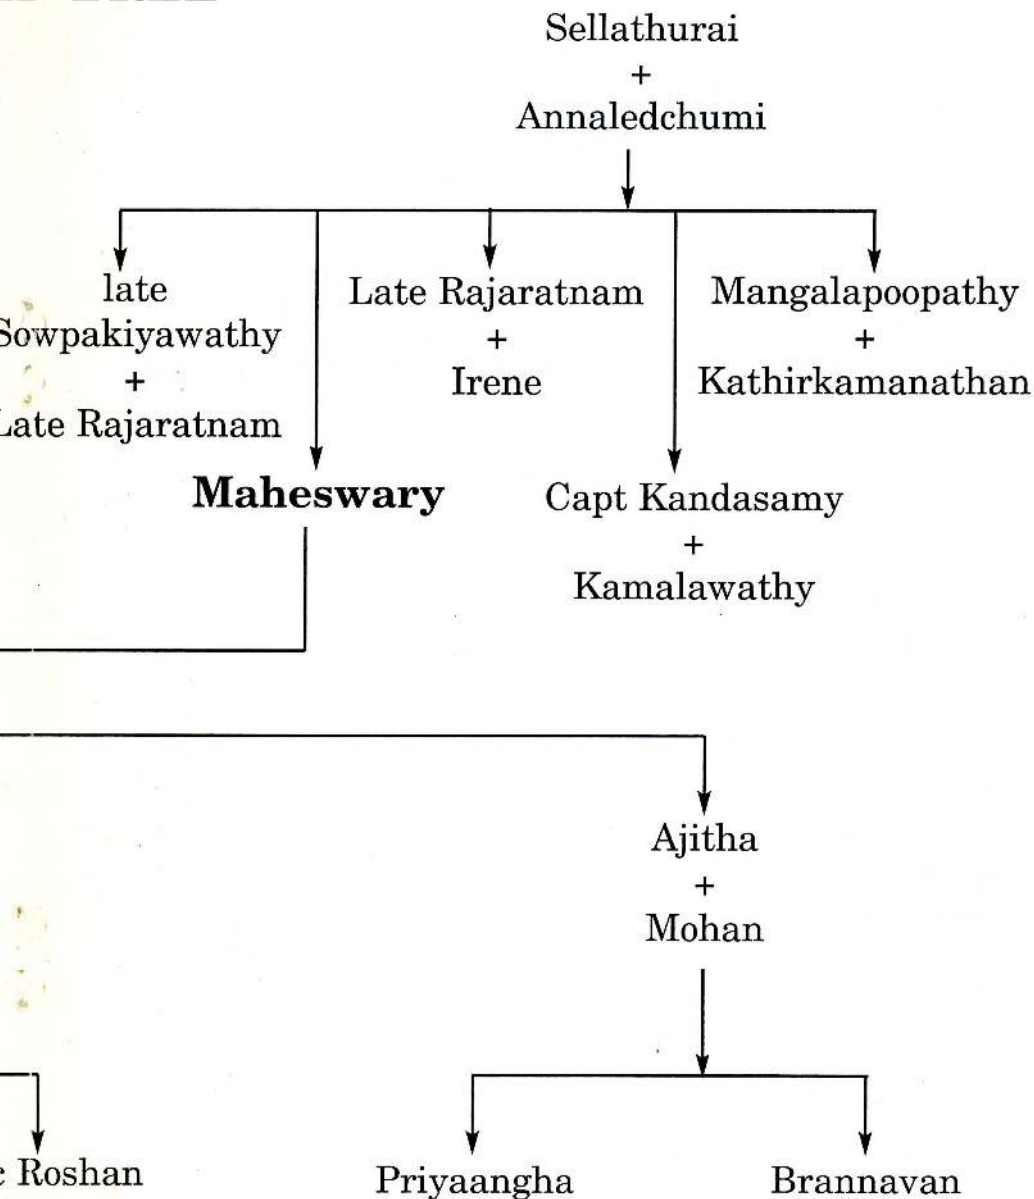 Sellathurai
+
Annaledchumi
late
Sowpakiyawathy
+
Late Rajaratnam
Late Rajaratnam
+
Irene
Mangalapoopathy
+
Kathirkamanathan
Maheswary
Capt Kandasamy
+
Kamalawathy
Ajitha
+
Mohan
Roshan
Priyaangha
Brannavan